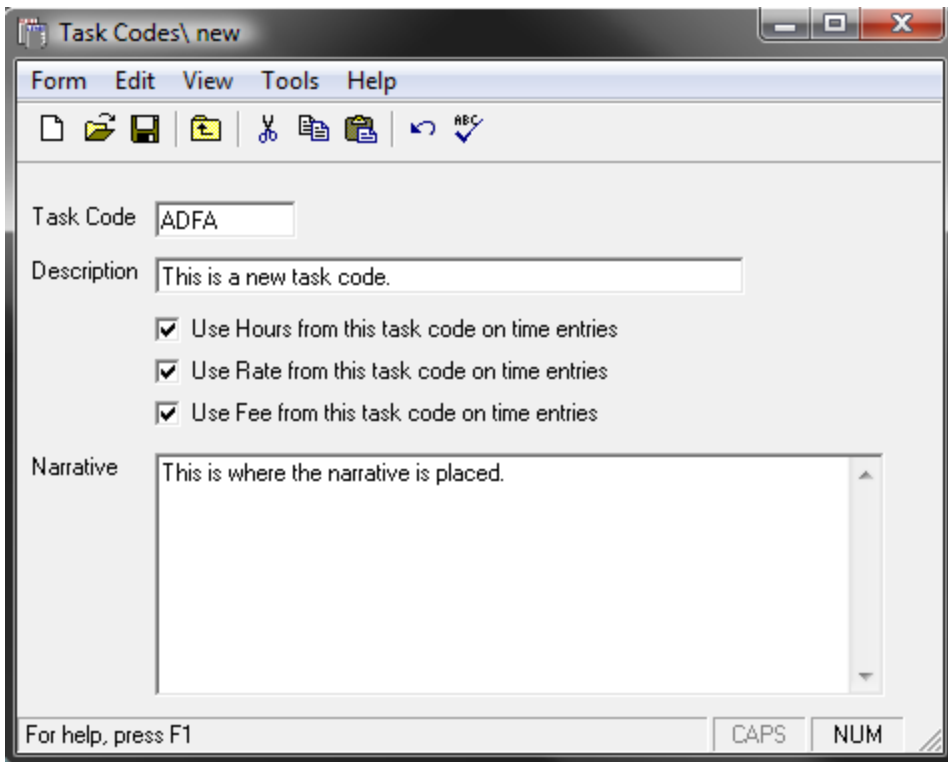 Task Codes\ new
Form Edit View Tools Help
ABC
Task Code ADFA
Description This is a new task code.
Use Hours from this task code on time entries
Use Rate from this task code on time entries
Use Fee from this task code on time entries
Narrative This is where the narrative is placed.
For help, press F1 CAPS NUM